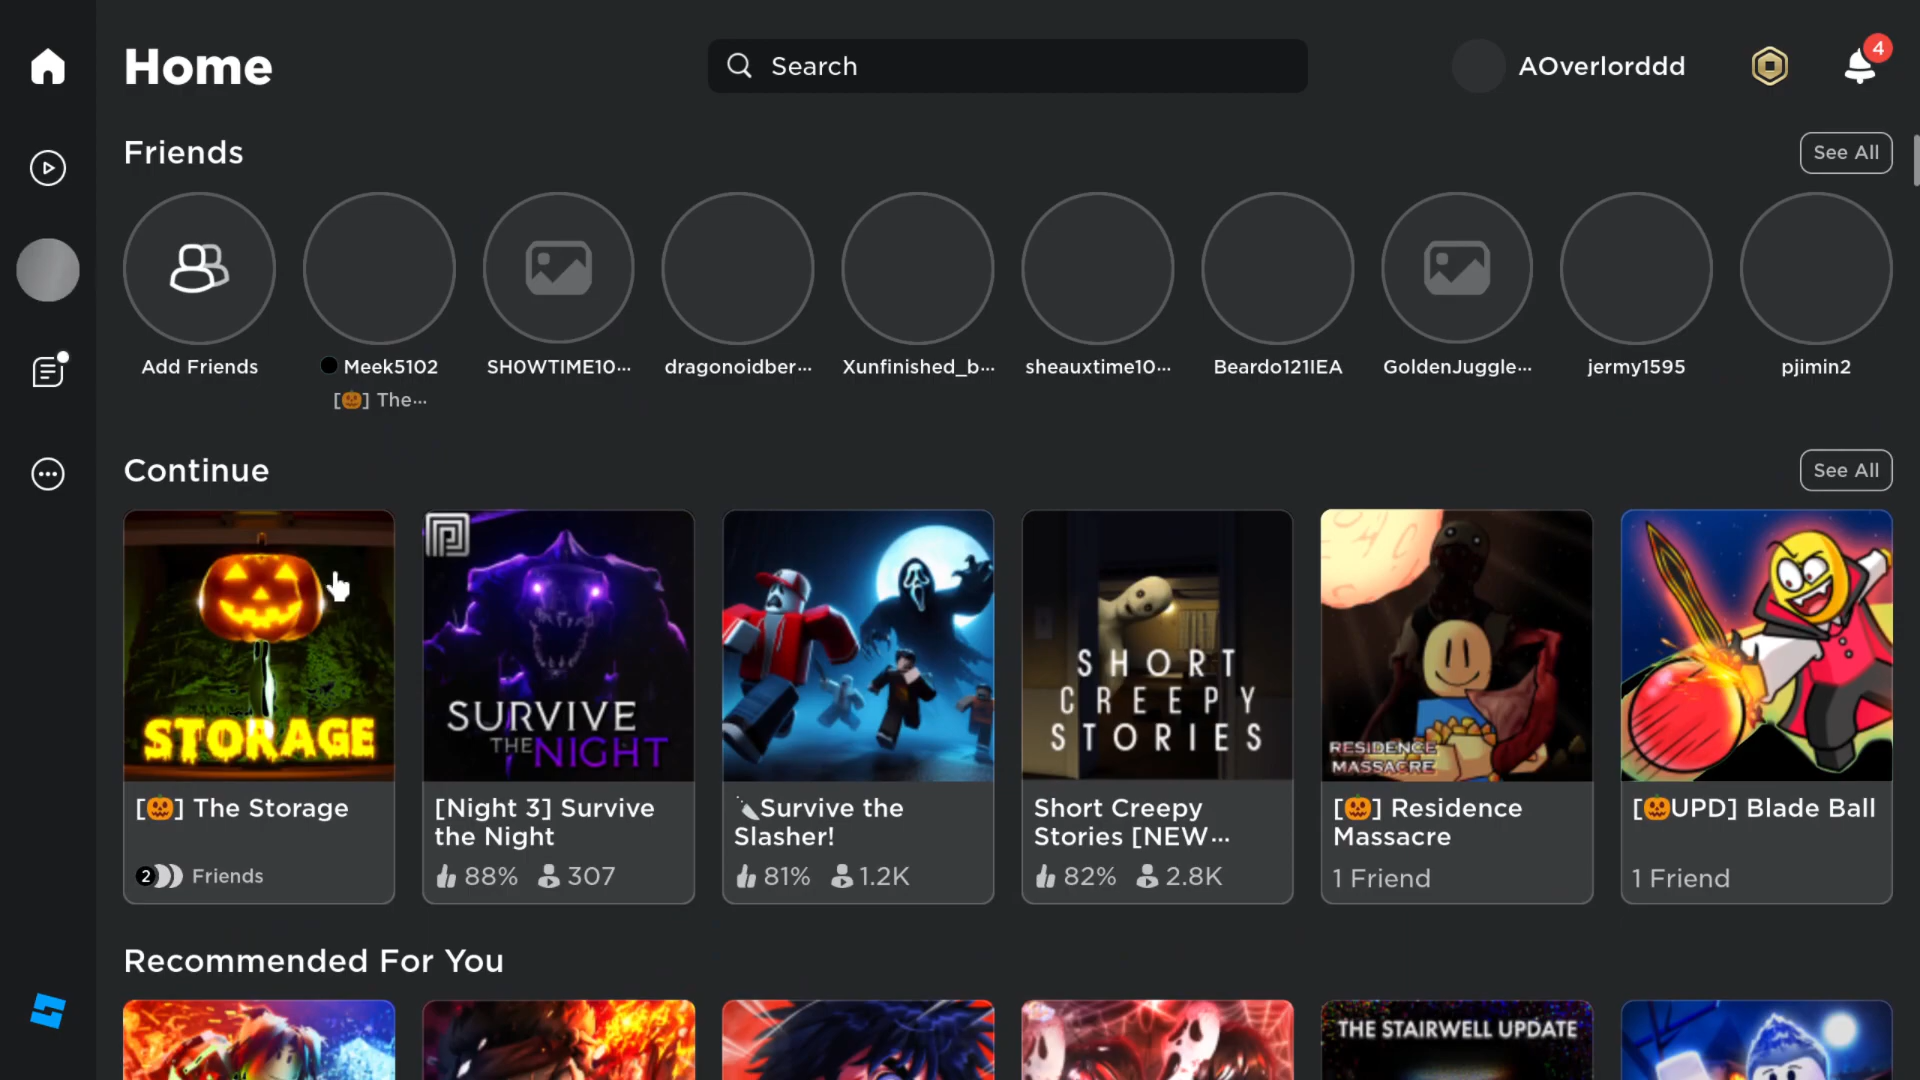 Home
Search
AOverlorddd
4
Friends
See All
Add Friends
Meek5102
SH0WTIME10...
dragonoidber...
Xunfinished_b...
sheauxtime10...
Beardo121IEA
GoldenJuggle...
jermy1595
pjimin2
[🎃] The...
Continue
See All
STORAGE
SURVIVE
THE NIGHT
SHORT
CREEPY
STORIES
RESIDENCE
MASSACRE
[🎃] The Storage
2 Friends
[Night 3] Survive
the Night
88% 307
🔪Survive the
Slasher!
81% 1.2K
Short Creepy
Stories [NEW...
82% 2.8K
[🎃] Residence
Massacre
1 Friend
[🎃UPD] Blade Ball
1 Friend
Recommended For You
THE STAIRWELL UPDATE